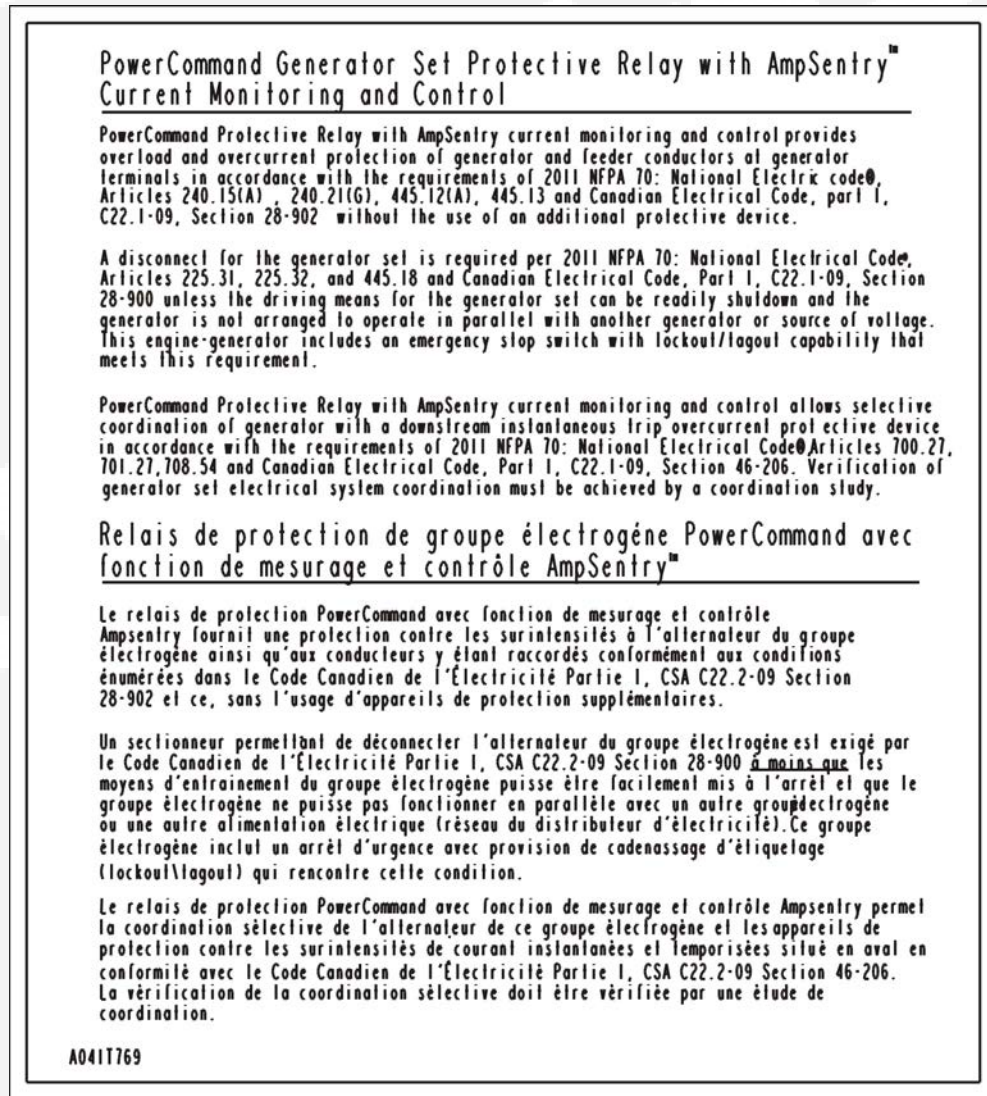 PowerCommand Generator Set Protective Relay with AmpSentry™
Current Monitoring and Control
PowerCommand Protective Relay with AmpSentry current monitoring and control provides
overload and overcurrent protection of generator and feeder conductors at generator
terminals in accordance with the requirements of 2011 NFPA 70: National Electric code®,
Articles 240.15(A) , 240.21(G), 445.12(A), 445.13 and Canadian Electrical Code, part 1,
C22.1-09, Section 28-902 without the use of an additional protective device.
A disconnect for the generator set is required per 2011 NFPA 70: National Electrical Code®,
Articles 225.31, 225.32, and 445.18 and Canadian Electrical Code, Part 1, C22.1-09, Section
28-900 unless the driving means for the generator set can be readily shutdown and the
generator is not arranged to operate in parallel with another generator or source of voltage.
This engine-generator includes an emergency stop switch with lockout/tagout capability that
meets this requirement.
PowerCommand Protective Relay with AmpSentry current monitoring and control allows selective
coordination of generator with a downstream instantaneous trip overcurrent prot ective device
in accordance with the requirements of 2011 NFPA 70: National Electrical Code®,Articles 700.27,
701.27,708.54 and Canadian Electrical Code, Part 1, C22.1-09, Section 46-206. Verification of
generator set electrical system coordination must be achieved by a coordination study.
Relais de protection de groupe électrogéne PowerCommand avec
fonction de mesurage et contrôle AmpSentry™
Le relais de protection PowerCommand avec fonction de mesurage et contrôle
Ampsentry fournit une protection contre les surintensités à l'alternateur du groupe
électrogène ainsi qu'aux conducteurs y étant raccordés conformément aux conditions
énumérées dans le Code Canadien de l'Électricité Partie 1, CSA C22.2-09 Section
28-902 et ce, sans l'usage d'appareils de protection supplémentaires.
Un sectionneur permettant de déconnecter l'alternateur du groupe électrogène est exigé par
le Code Canadien de l'Électricité Partie 1, CSA C22.2-09 Section 28-900 á moins que les
moyens d'entrainement du groupe électrogène puisse être facilement mis à l'arrêt et que le
groupe électrogène ne puisse pas fonctionner en parallèle avec un autre
ou une autre alimentation électrique (rèseau du distributeur d'électricité).Ce groupe
électrogène inclut un arrêt d'urgence avec provision de cadenassage d'étiquetage
(lockout\tagout) qui rencontre cette condition.
Le relais de protection PowerCommand avec fonction de mesurage et contrôle Ampsentry permet
la coordination sèlective de l'alternateur de ce groupe électrogène et les appareils de
protection contre les surintensitès de courant instantanées et temporisées situé en aval en
conformitè avec le Code Canadien de l'Électricitè Partie 1, CSA C22.2-09 Section 46-206.
La vèrification de la coordination sèlective doit être vèrifiée par une ètude de
coordination.
A041T769